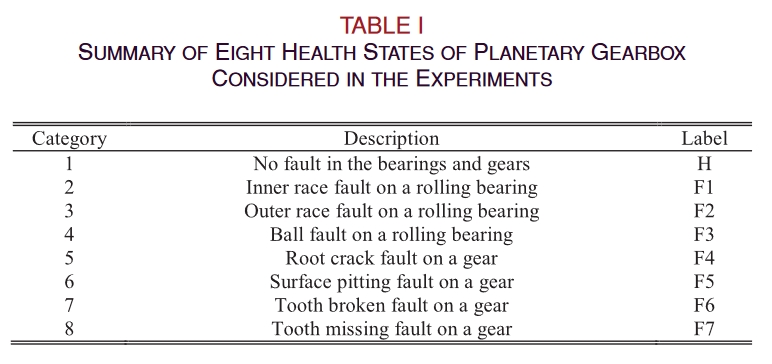 TABLE I
SUMMARY OF EIGHT HEALTH STATES OF PLANETARY GEARBOX
CONSIDERED IN THE EXPERIMENTS
Category Description Label
1 No fault in the bearings and gears H
2 Inner race fault on a rolling bearing F1
3 Outer race fault on a rolling bearing F2
4 Ball fault on a rolling bearing F3
5 Root crack fault on a gear F4
6 Surface pitting fault on a gear F5
7 Tooth broken fault on a gear F6
8 Tooth missing fault on a gear F7